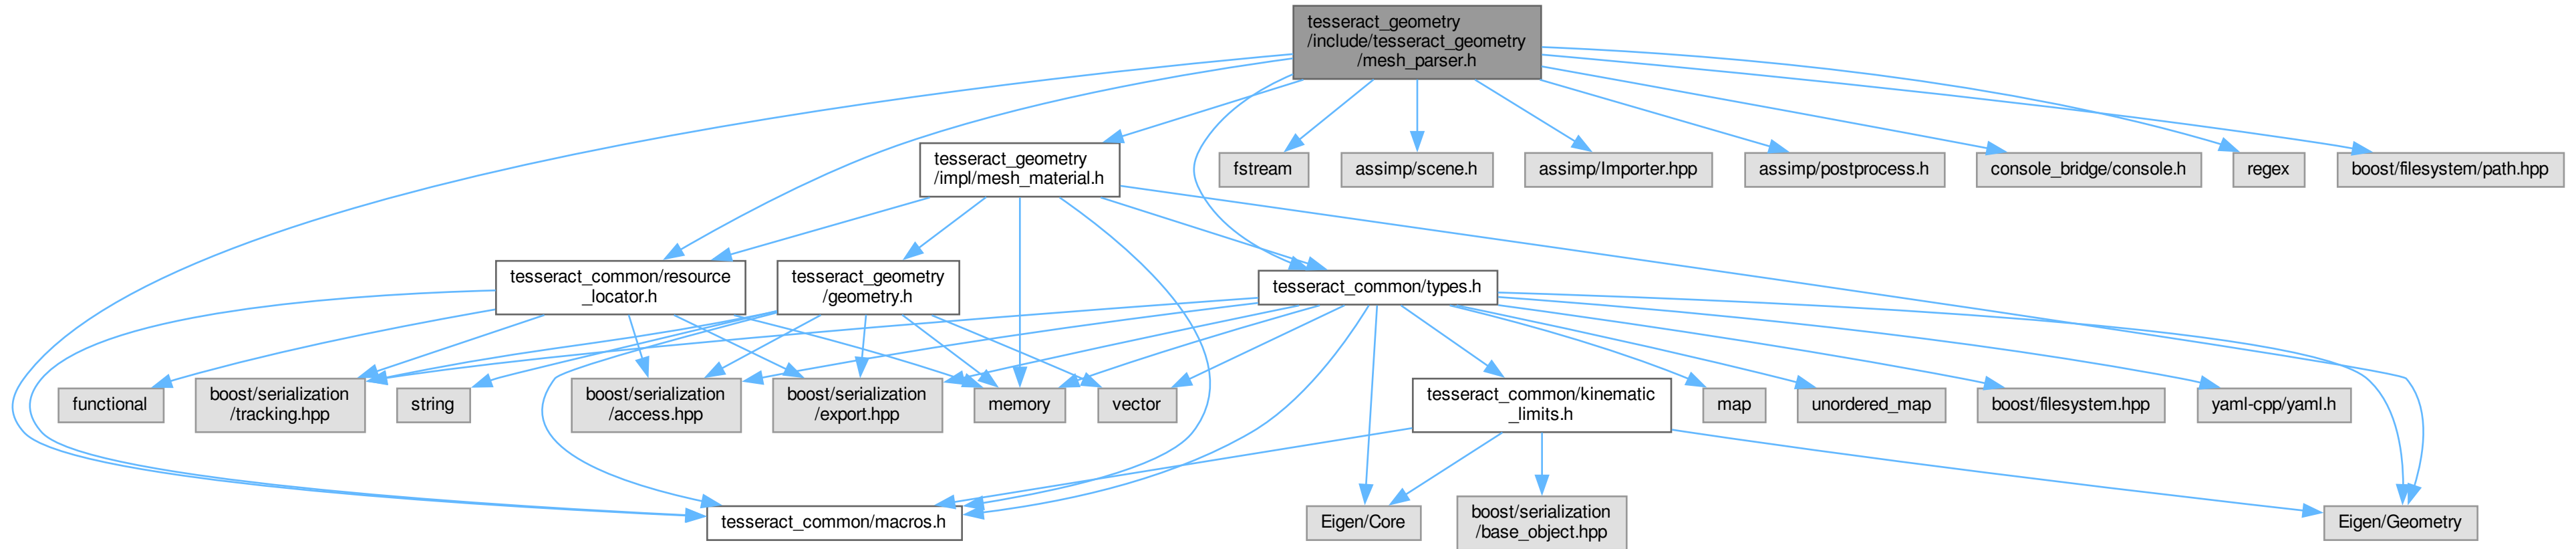 tesseract_geometry
/include/tesseract_geometry
/mesh_parser.h
tesseract_geometry
/impl/mesh_material.h
fstream
assimp/scene.h
assimp/Importer.hpp
assimp/postprocess.h
console_bridge/console.h
regex
boost/filesystem/path.hpp
tesseract_common/resource
_locator.h
tesseract_geometry
/geometry.h
tesseract_common/types.h
functional
boost/serialization
/tracking.hpp
string
boost/serialization
/access.hpp
boost/serialization
/export.hpp
memory
vector
tesseract_common/kinematic
_limits.h
map
unordered_map
boost/filesystem.hpp
yaml-cpp/yaml.h
tesseract_common/macros.h
Eigen/Core
boost/serialization
/base_object.hpp
Eigen/Geometry